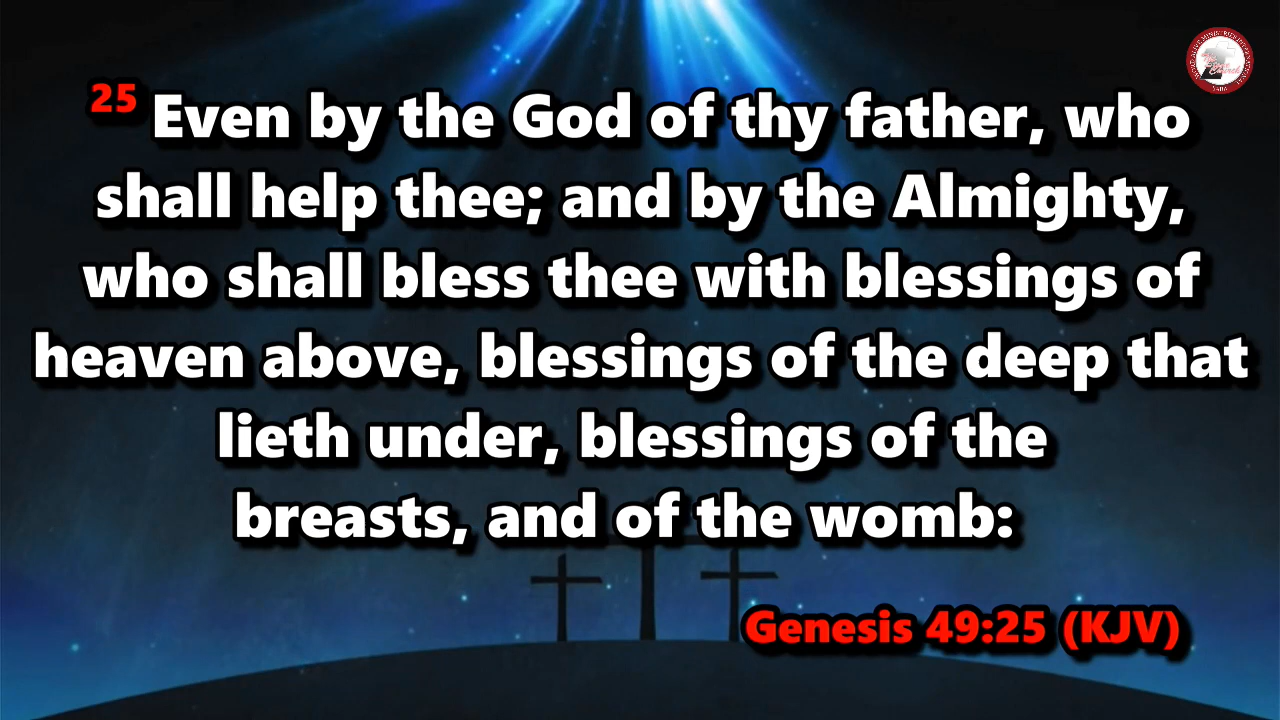 25 Even by the God of thy father, who
shall help thee; and by the Almighty,
who shall bless thee with blessings of
heaven above, blessings of the deep that
lieth under, blessings of the
breasts, and of the womb:
Genesis 49:25 (KJV)